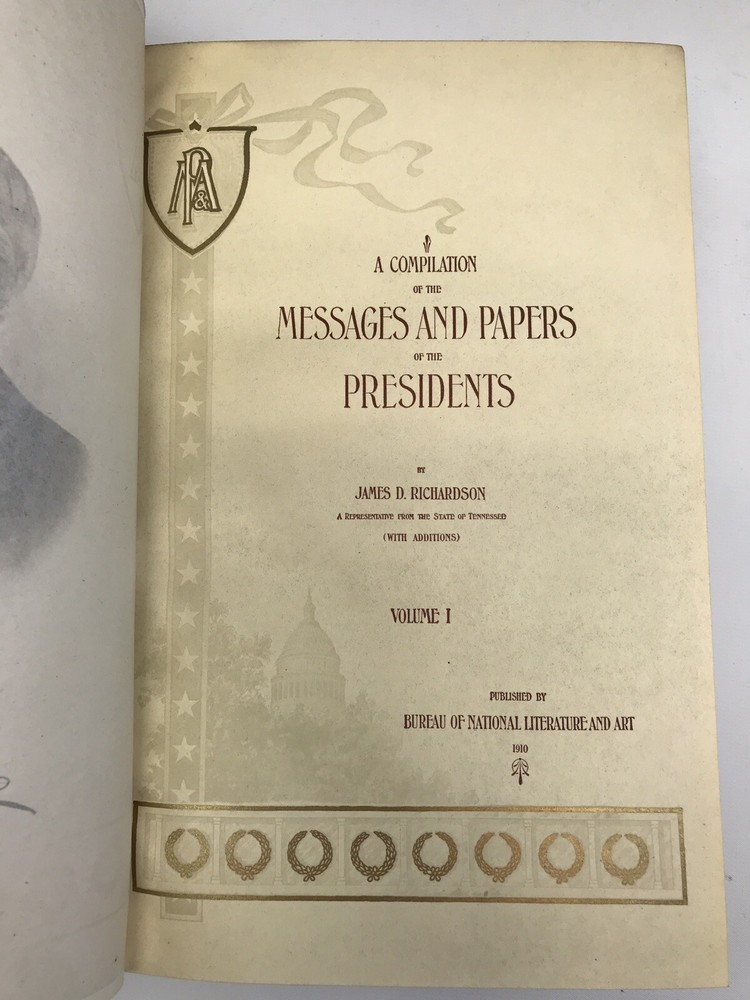 MP&A
A COMPILATION
OF THE
MESSAGES AND PAPERS
OF THE
PRESIDENTS
BY
JAMES D. RICHARDSON
A REPRESENTATIVE FROM THE STATE OF TENNESSEE
(WITH ADDITIONS)
VOLUME I
PUBLISHED BY
BUREAU OF NATIONAL LITERATURE AND ART
1910